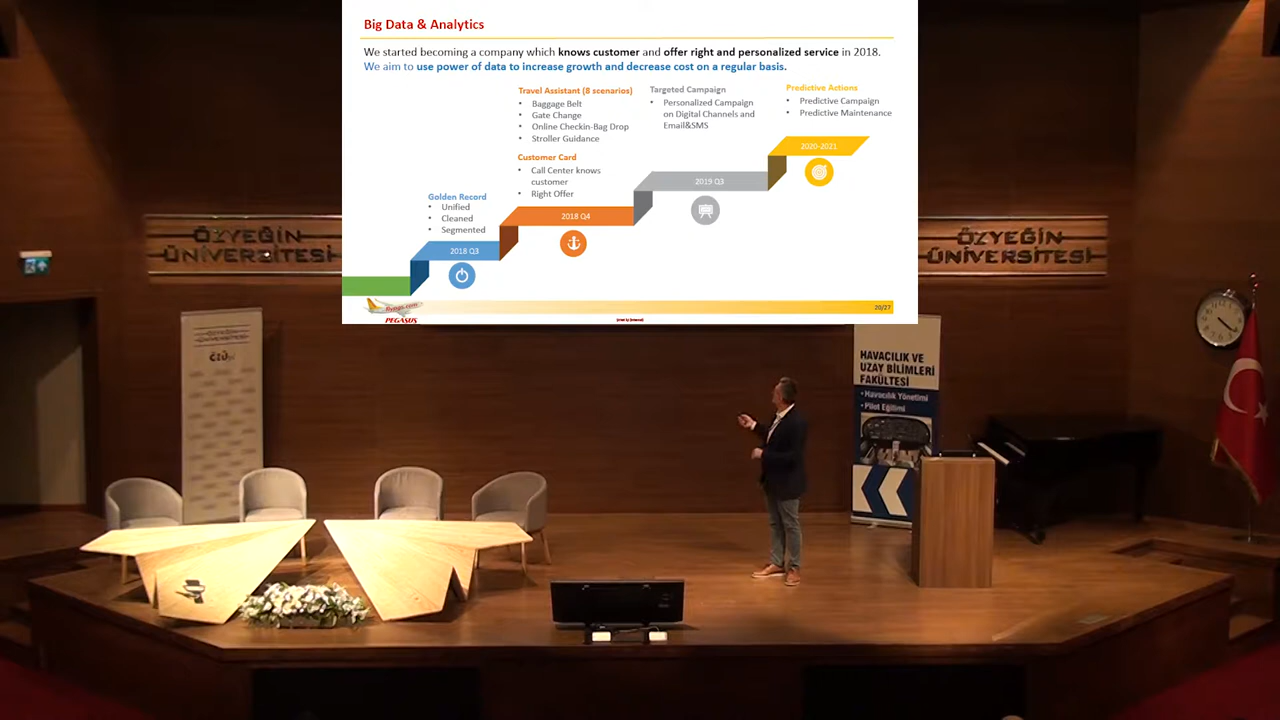 Big Data & Analytics
We started becoming a company which knows customer and offer right and personalized service in 2018.
We aim to use power of data to increase growth and decrease cost on a regular basis.
Predictive Actions
• Predictive Campaign
• Predictive Maintenance
Travel Assistant (8 scenarios)
• Baggage Belt
• Gate Change
• Online Checkin-Bag Drop
• Stroller Guidance
Targeted Campaign
• Personalized Campaign
on Digital Channels and
Email&SMS
2020-2021
Customer Card
• Call Center knows
customer
• Right Offer
2019 Q3
Golden Record
• Unified
• Cleaned
• Segmented
2018 Q4
2018 Q3
flypgs.com
PEGASUS
20/27
ÖZYEĞİN
ÜNİVERSİTESİ
ÖZYEĞİN
ÜNİVERSİTESİ
ÖZÜ
HAVACILIK VE
UZAY BİLİMLERİ
FAKÜLTESİ
• Havacılık Yönetimi
• Pilot Eğitimi